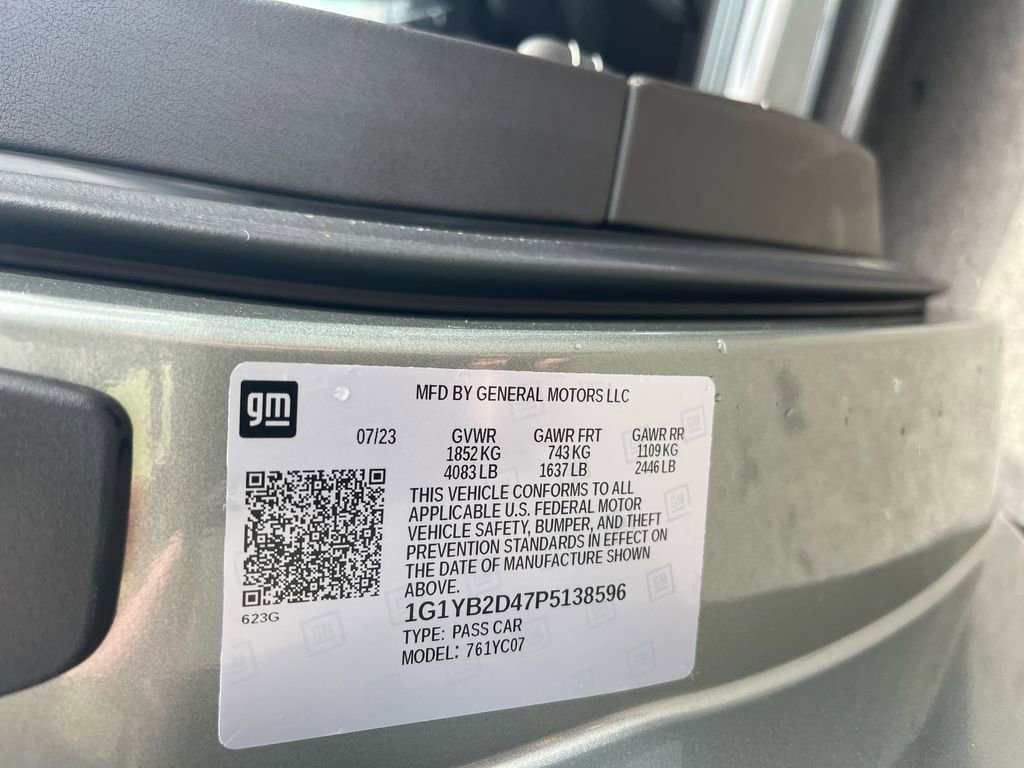 gm
MFD BY GENERAL MOTORS LLC
07/23 GVWR GAWR FRT GAWR RR
1852 KG 743 KG 1109 KG
4083 LB 1637 LB 2446 LB
THIS VEHICLE CONFORMS TO ALL
APPLICABLE U.S. FEDERAL MOTOR
VEHICLE SAFETY, BUMPER, AND THEFT
PREVENTION STANDARDS IN EFFECT ON
THE DATE OF MANUFACTURE SHOWN
ABOVE.
1G1YB2D47P5138596
623G
TYPE: PASS CAR
MODEL: 761YC07